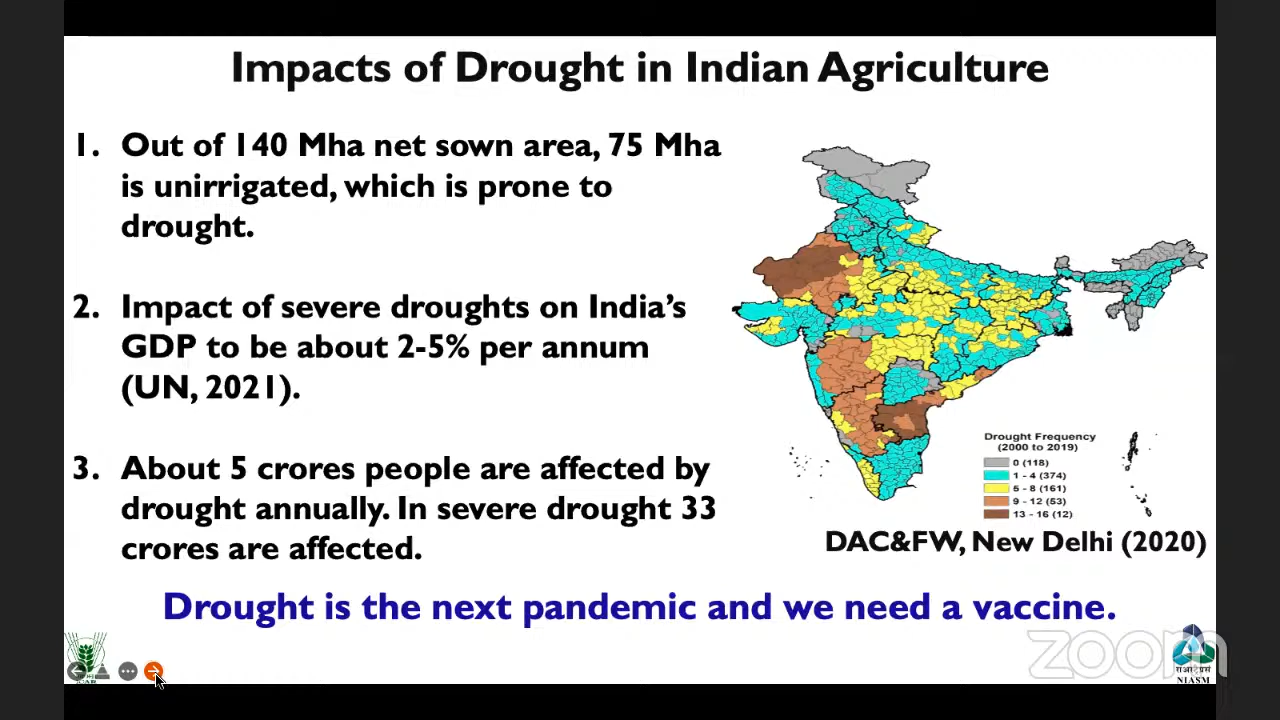 Impacts of Drought in Indian Agriculture
1. Out of 140 Mha net sown area, 75 Mha
is unirrigated, which is prone to
drought.
2. Impact of severe droughts on India's
GDP to be about 2-5% per annum
(UN, 2021).
3. About 5 crores people are affected by
drought annually. In severe drought 33
crores are affected.
Drought Frequency
(2000 to 2019)
0 (118)
1 - 4 (374)
5 - 8 (161)
9 - 12 (53)
13 - 16 (12)
DAC&FW, New Delhi (2020)
Drought is the next pandemic and we need a vaccine.
zoom
NIASM